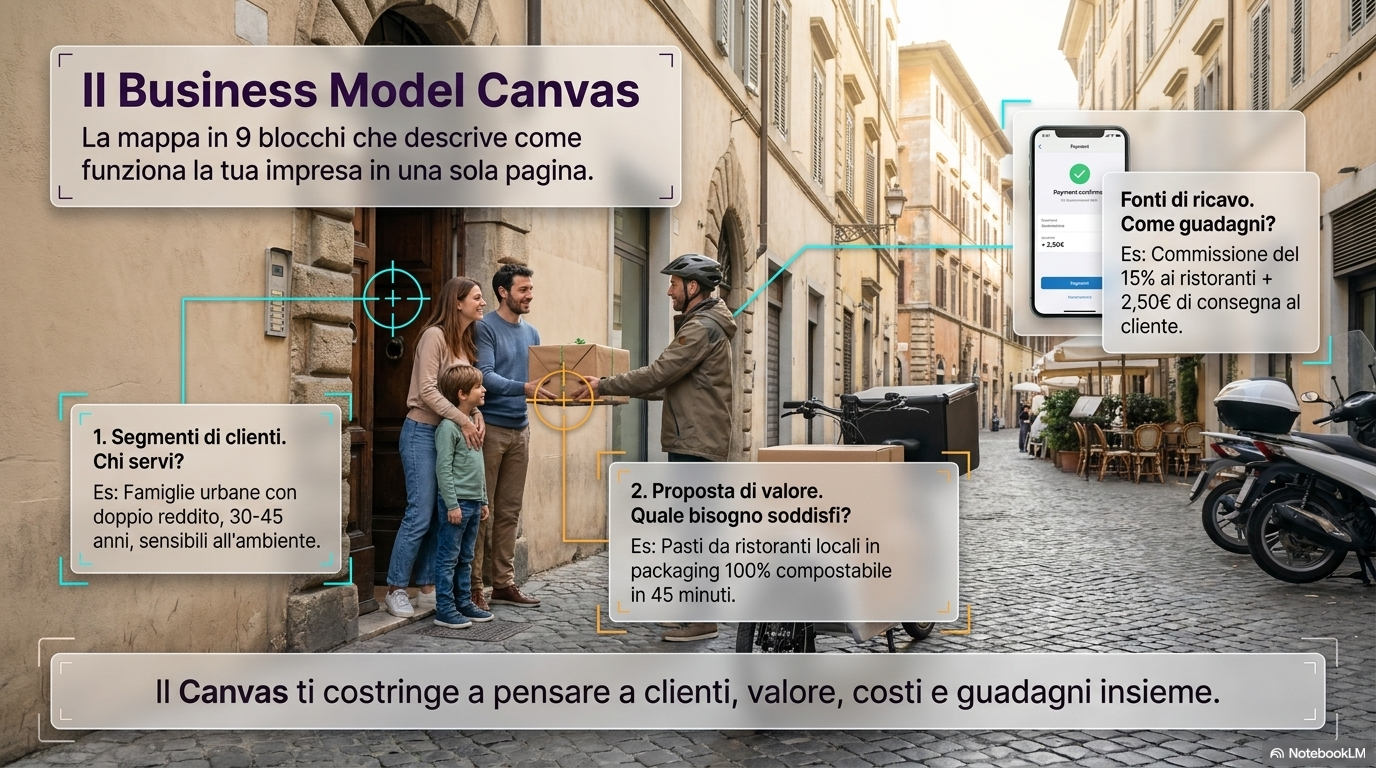 Il Business Model Canvas
La mappa in 9 blocchi che descrive come
funziona la tua impresa in una sola pagina.
Payment confirm
+ 2,50€
Fonti di ricavo.
Come guadagni?
Es: Commissione del
15% ai ristoranti +
2,50€ di consegna al
cliente.
1. Segmenti di clienti.
Chi servi?
Es: Famiglie urbane con
doppio reddito, 30-45
anni, sensibili all'ambiente.
2. Proposta di valore.
Quale bisogno soddisfi?
Es: Pasti da ristoranti locali in
packaging 100% compostabile
in 45 minuti.
Il Canvas ti costringe a pensare a clienti, valore, costi e guadagni insieme.
NotebookLM